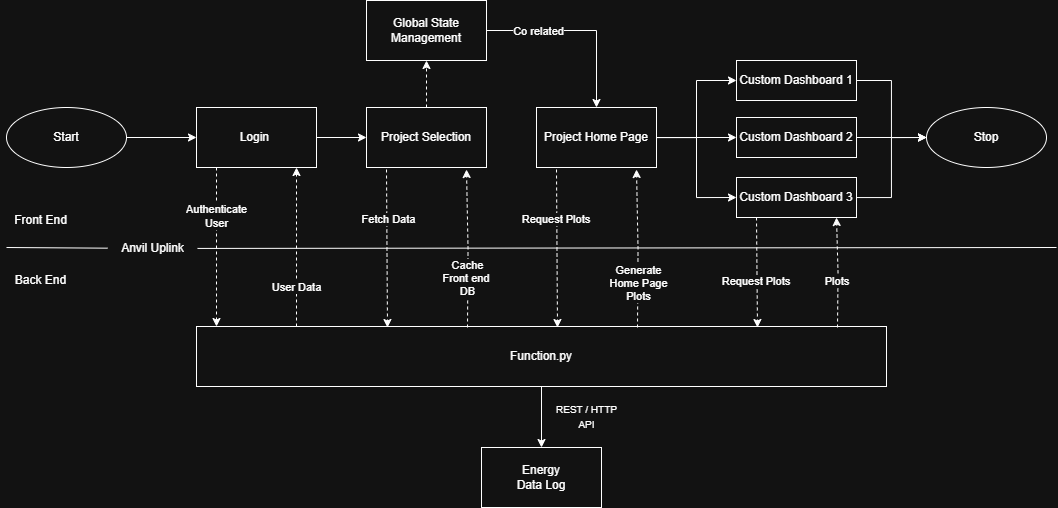 Global State
Management
Co related
Start
Login
Project Selection
Project Home Page
Custom Dashboard 1
Custom Dashboard 2
Custom Dashboard 3
Stop
Front End
Authenticate
User
Fetch Data
Request Plots
Anvil Uplink
Back End
User Data
Cache
Front end
DB
Generate
Home Page
Plots
Request Plots
Plots
Function.py
REST / HTTP
API
Energy
Data Log